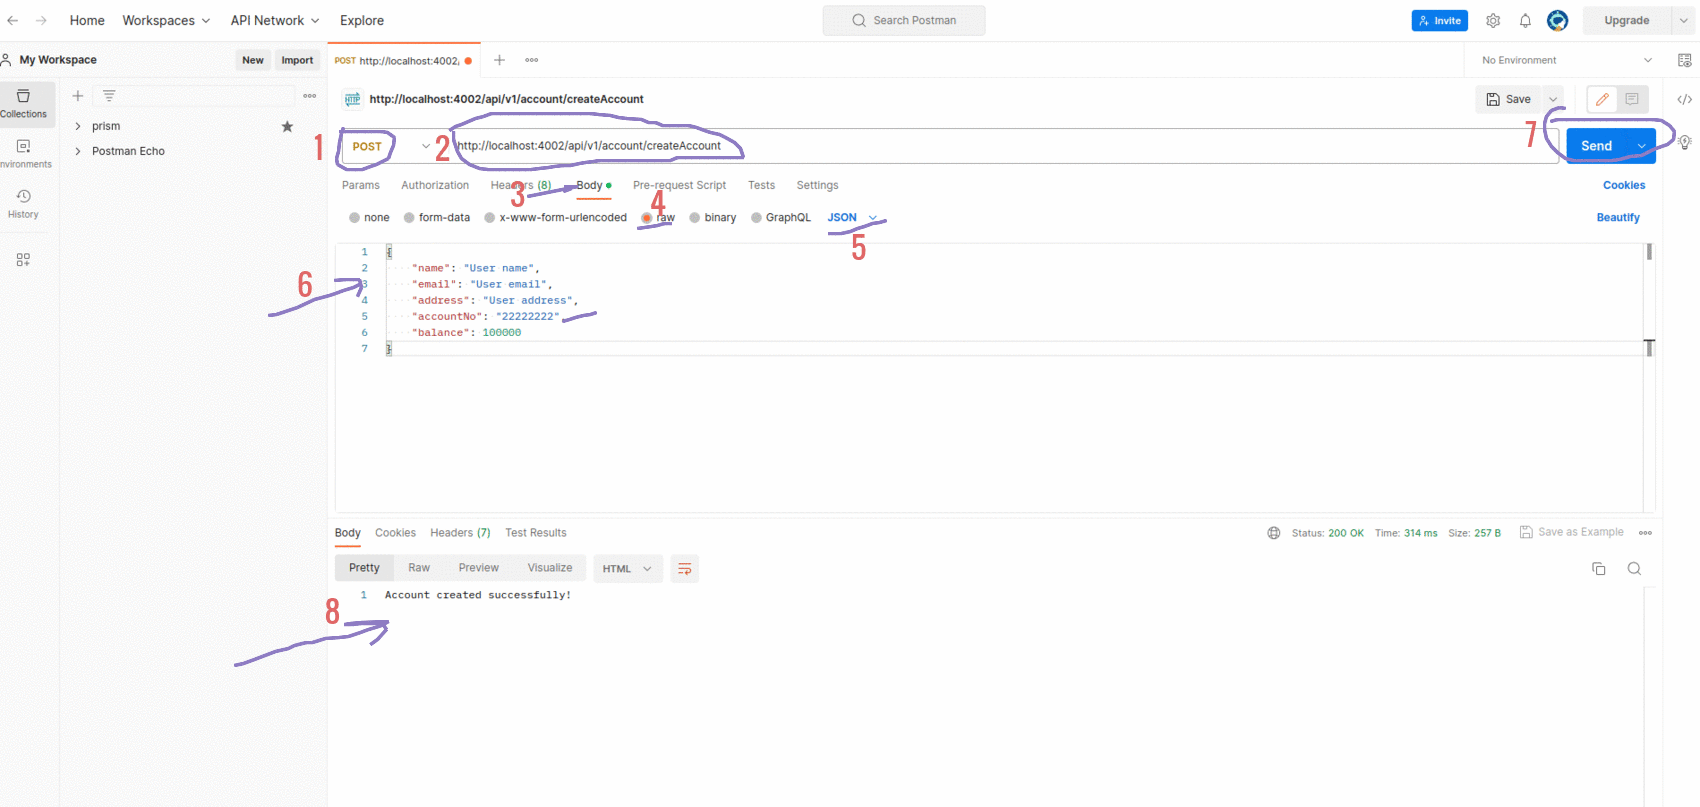 Home Workspaces API Network Explore Search Postman Invite Upgrade
My Workspace New Import POST http://localhost:4002/ No Environment
Collections
http://localhost:4002/api/v1/account/createAccount Save
prism
1 POST 2 http://localhost:4002/api/v1/account/createAccount 7 Send
Postman Echo
nvironments
Params Authorization Headers (8) Body Pre-request Script Tests Settings Cookies
3 4
History
none form-data x-www-form-urlencoded raw binary GraphQL JSON Beautify
5
1 {
2 "name": "User name",
6 3 "email": "User email",
4 "address": "User address",
5 "accountNo": "22222222"
6 "balance": 100000
7 }
Body Cookies Headers (7) Test Results Status: 200 OK Time: 314 ms Size: 257 B Save as Example
Pretty Raw Preview Visualize HTML
1 Account created successfully!
8